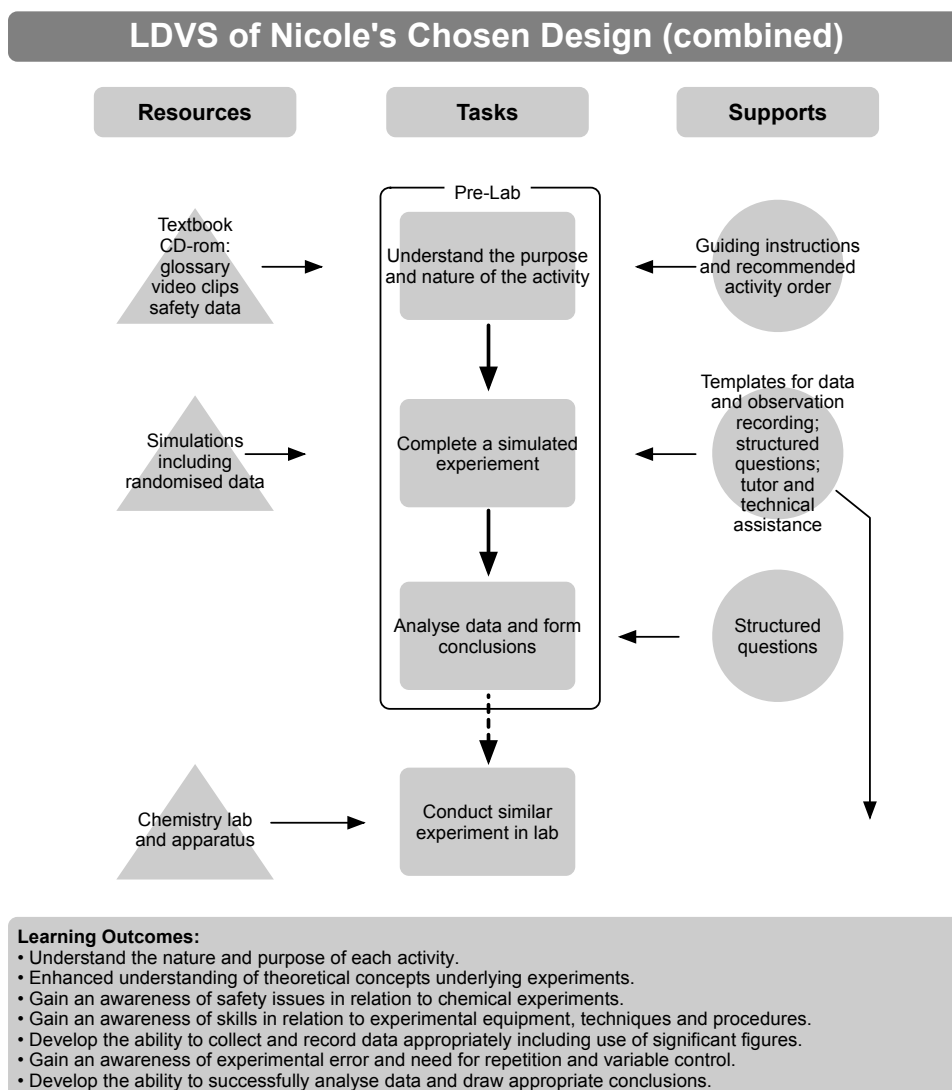 LDVS of Nicole's Chosen Design (combined)
Resources
Tasks
Supports
Pre-Lab
Textbook
CD-rom:
glossary
video clips
safety data
Understand the purpose
and nature of the activity
Guiding instructions
and recommended
activity order
Simulations
including
randomised data
Complete a simulated
experiement
Templates for data
and observation
recording;
structured
questions;
tutor and
technical
assistance
Analyse data and form
conclusions
Structured
questions
Chemistry lab
and apparatus
Conduct similar
experiment in lab
Learning Outcomes:
• Understand the nature and purpose of each activity.
• Enhanced understanding of theoretical concepts underlying experiments.
• Gain an awareness of safety issues in relation to chemical experiments.
• Gain an awareness of skills in relation to experimental equipment, techniques and procedures.
• Develop the ability to collect and record data appropriately including use of significant figures.
• Gain an awareness of experimental error and need for repetition and variable control.
• Develop the ability to successfully analyse data and draw appropriate conclusions.